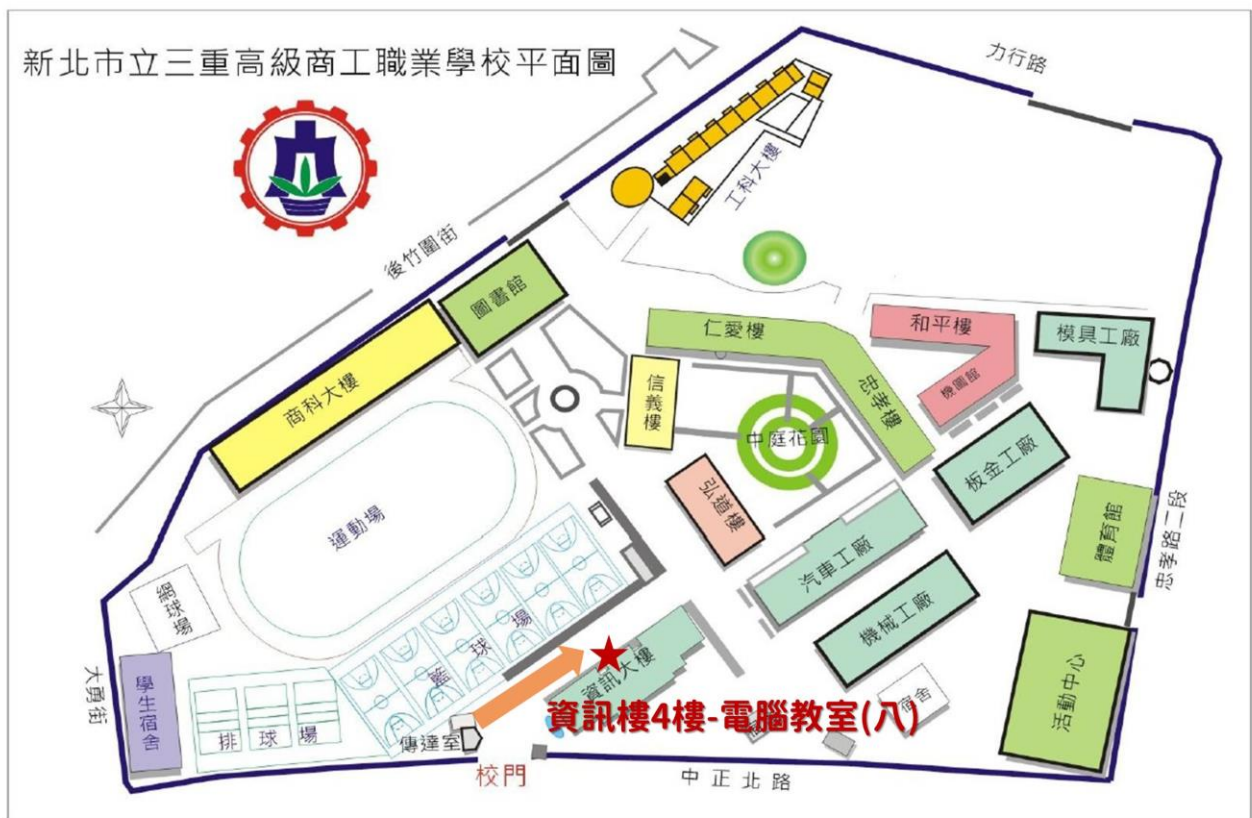 新北市立三重高級商工職業學校平面圖
力行路
工科大樓
後竹圍街
圖書館
仁愛樓
和平樓
模具工廠
商科大樓
信義樓
忠孝樓
機圖館
中庭花園
板金工廠
弘道樓
運動場
體育館
忠孝路二段
汽車工廠
網球場
籃球場
機械工廠
資訊大樓
學生宿舍
大勇街
排球場
宿舍
活動中心
資訊樓4樓-電腦教室(八)
傳達室
校門
中正北路